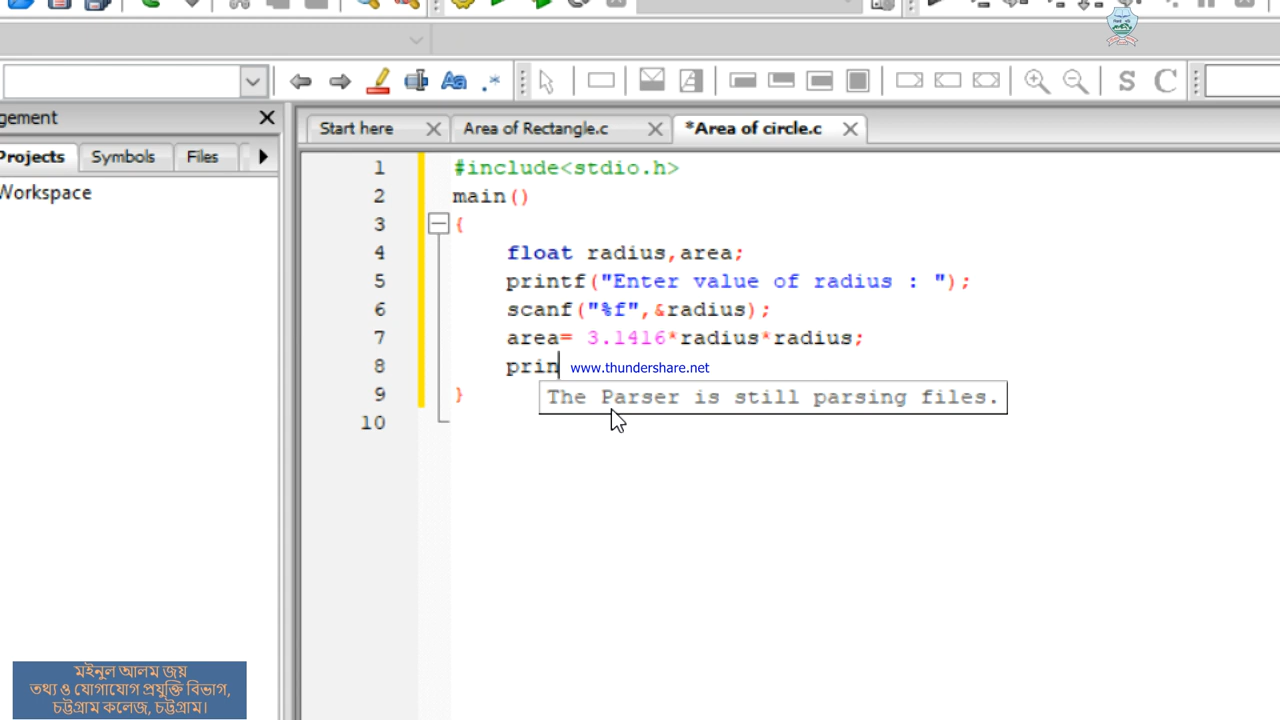 gement
Start here
Area of Rectangle.c
*Area of circle.c
Projects
Symbols
Files
Workspace
1 #include<stdio.h>
2 main()
3 {
4 float radius,area;
5 printf("Enter value of radius : ");
6 scanf("%f",&radius);
7 area= 3.1416*radius*radius;
8 prin
www.thundershare.net
9 }
The Parser is still parsing files.
10
মইনুল আলম জয়
তথ্য ও যোগাযোগ প্রযুক্তি বিভাগ,
চট্টগ্রাম কলেজ, চট্টগ্রাম।